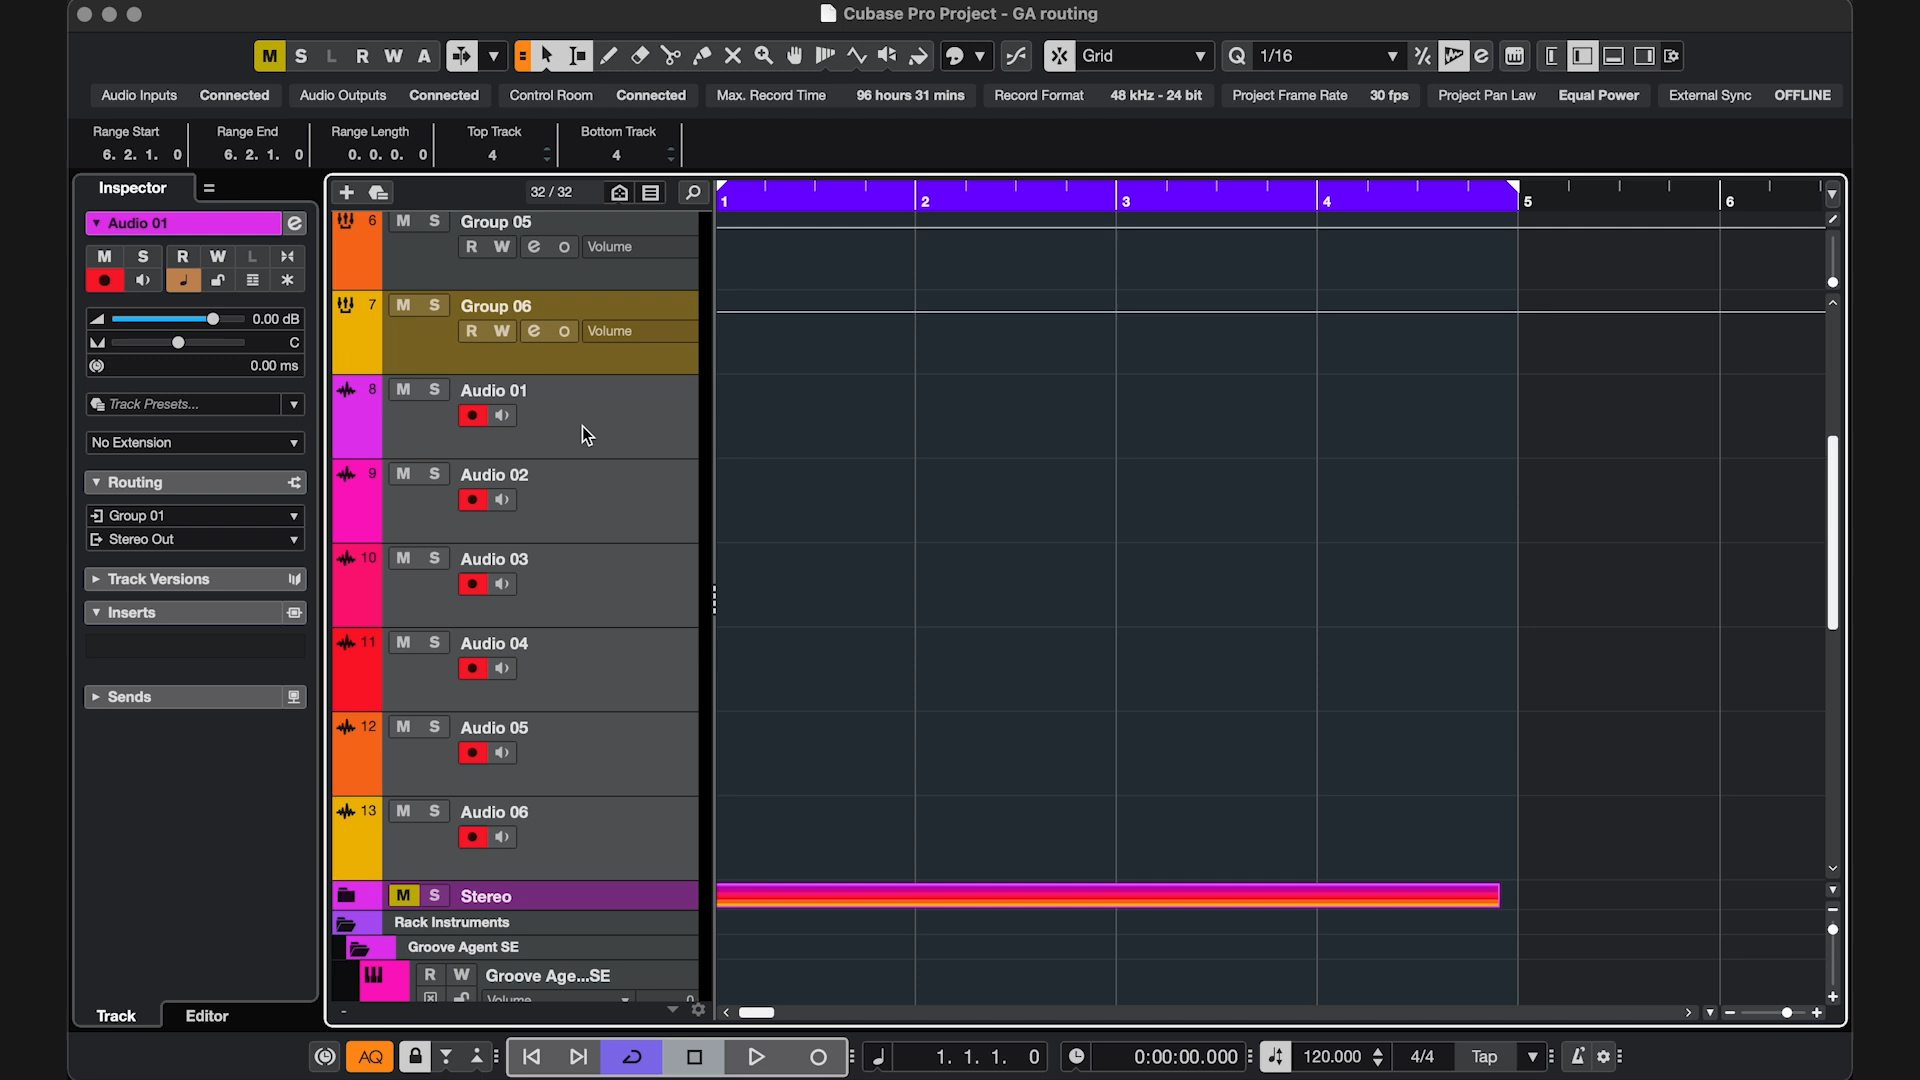 Cubase Pro Project - GA routing
M S L R W A Grid 1/16
Audio Inputs Connected Audio Outputs Connected Control Room Connected Max. Record Time 96 hours 31 mins Record Format 48 kHz - 24 bit Project Frame Rate 30 fps Project Pan Law Equal Power External Sync OFFLINE
Range Start Range End Range Length Top Track Bottom Track
6. 2. 1. 0 6. 2. 1. 0 0. 0. 0. 0 4 4
Inspector
32 / 32
1 2 3 4 5 6
Audio 01
M S R W L
0.00 dB
C
0.00 ms
Track Presets...
No Extension
Routing
Group 01
Stereo Out
Track Versions
Inserts
Sends
Track Editor
6 M S Group 05
R W e o Volume
7 M S Group 06
R W e o Volume
8 M S Audio 01
9 M S Audio 02
10 M S Audio 03
11 M S Audio 04
12 M S Audio 05
13 M S Audio 06
M S Stereo
Rack Instruments
Groove Agent SE
R W Groove Age...SE
Volume 0
AQ 1. 1. 1. 0 0:00:00.000 120.000 4/4 Tap